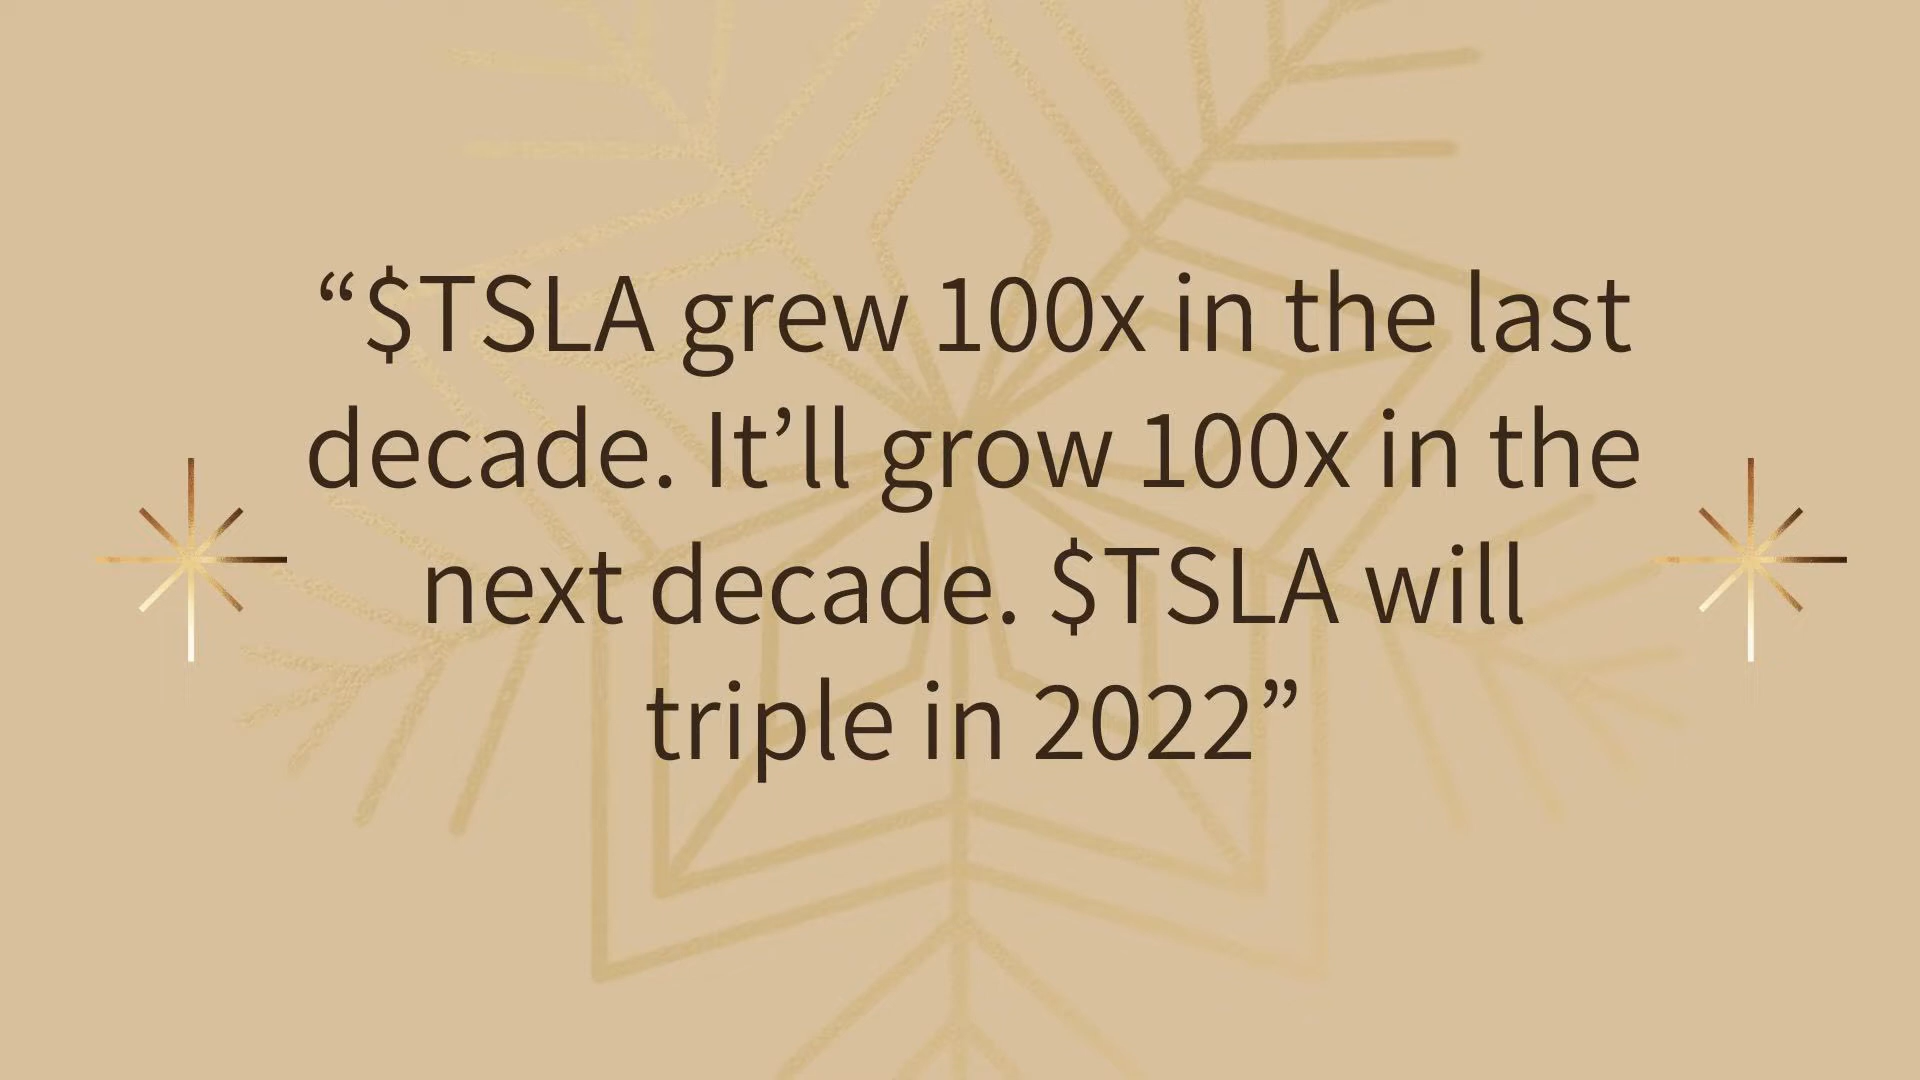 “$TSLA grew 100x in the last
decade. It’ll grow 100x in the
next decade. $TSLA will
triple in 2022”